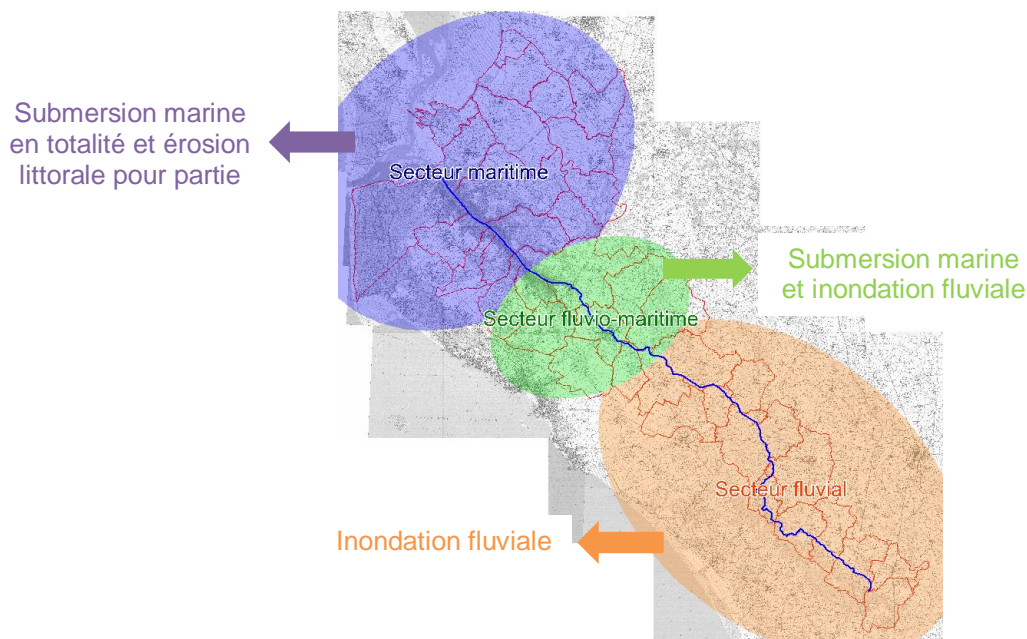 Submersion marine
en totalité et érosion
littorale pour partie
Secteur maritime
Submersion marine
et inondation fluviale
Secteur fluvio-maritime
Secteur fluvial
Inondation fluviale